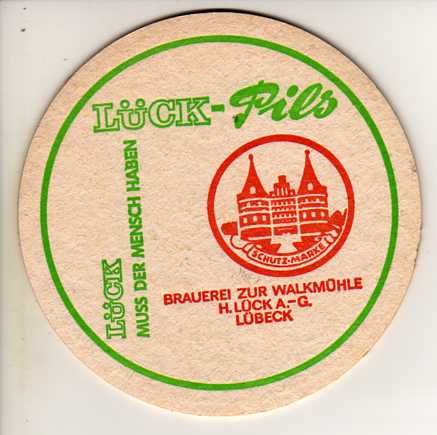 LÜCK-Pils
LÜCK
MUSS DER MENSCH HABEN
SCHUTZ-MARKE
BRAUEREI ZUR WALKMÜHLE
H. LÜCK A.-G.
LÜBECK